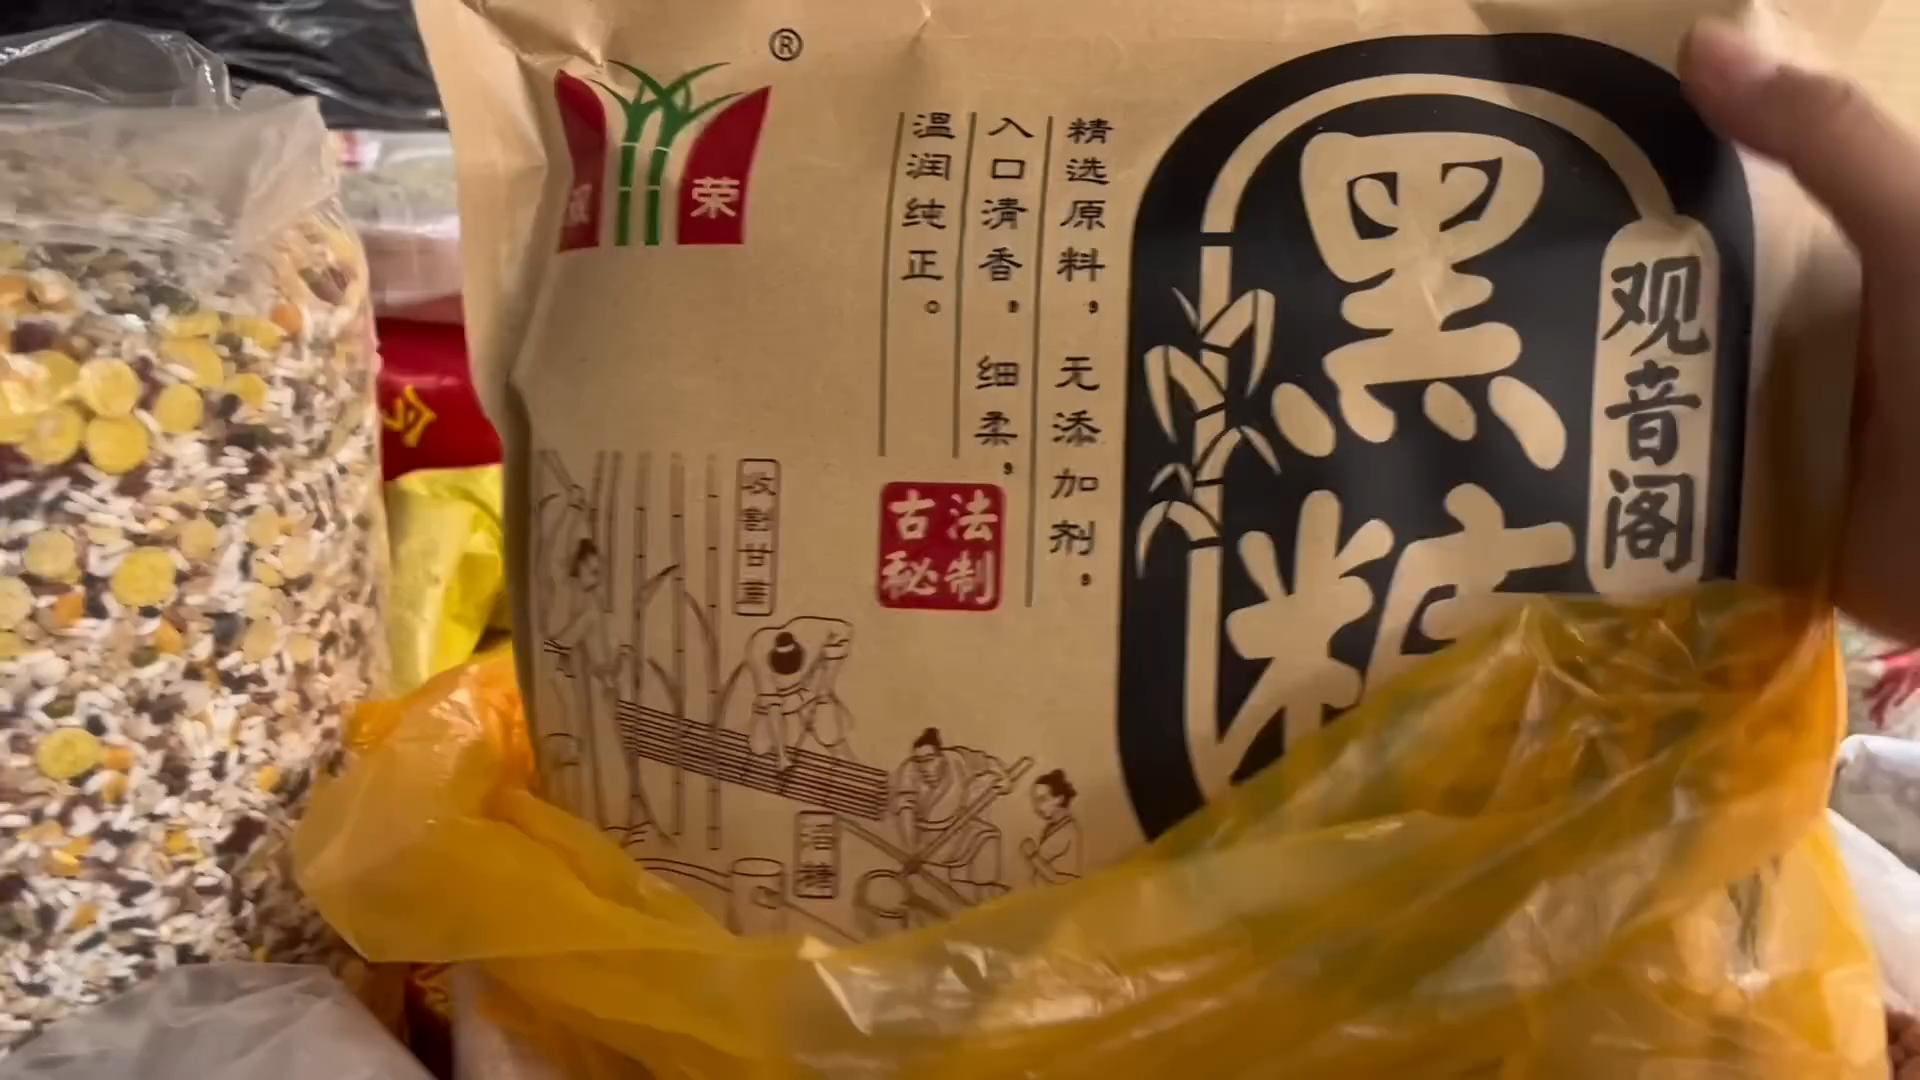 ®
荣
精选原料，无添加剂，
入口清香，细柔，
温润纯正。
古法
秘制
黑糖
观音阁
收割甘蔗